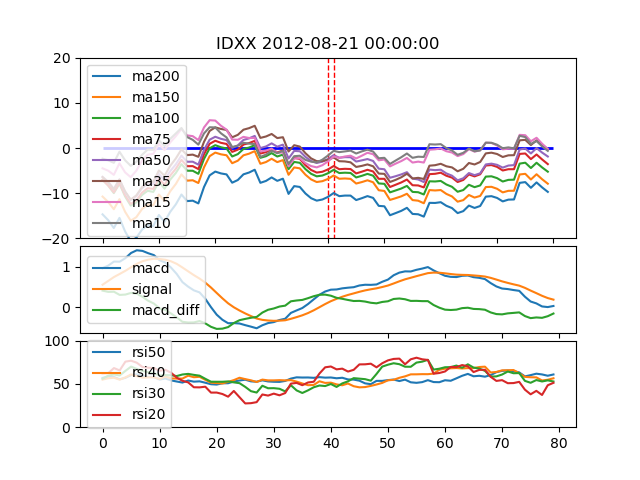 IDXX 2012-08-21 00:00:00
20
10
0
−10
−20
ma200
ma150
ma100
ma75
ma50
ma35
ma15
ma10
1
0
macd
signal
macd_diff
100
50
0
rsi50
rsi40
rsi30
rsi20
0 10 20 30 40 50 60 70 80